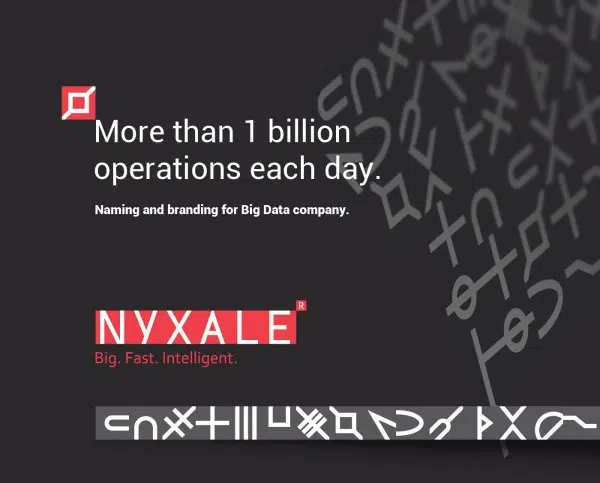 More than 1 billion
operations each day.
Naming and branding for Big Data company.
NYXALE
R
Big. Fast. Intelligent.